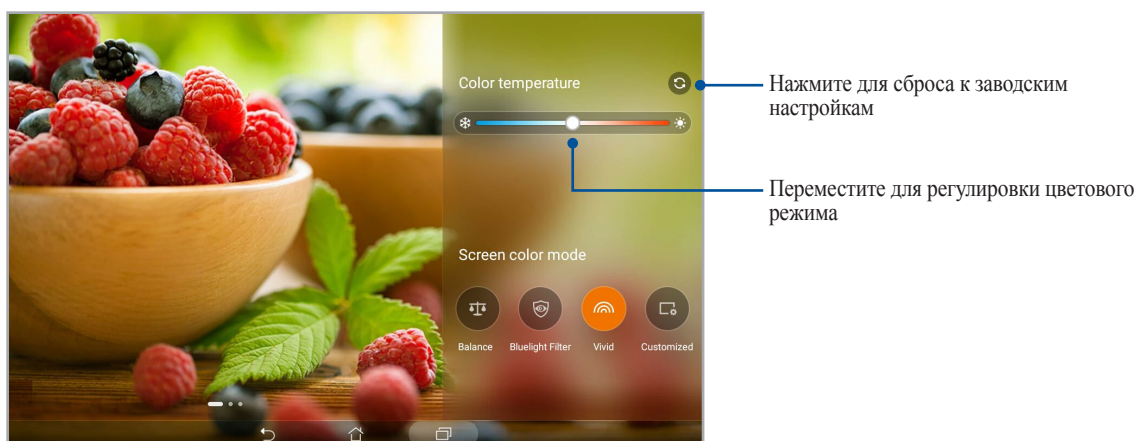 Color temperature
Нажмите для сброса к заводским
настройкам
Переместите для регулировки цветового
режима
Screen color mode
Balance
Bluelight Filter
Vivid
Customized